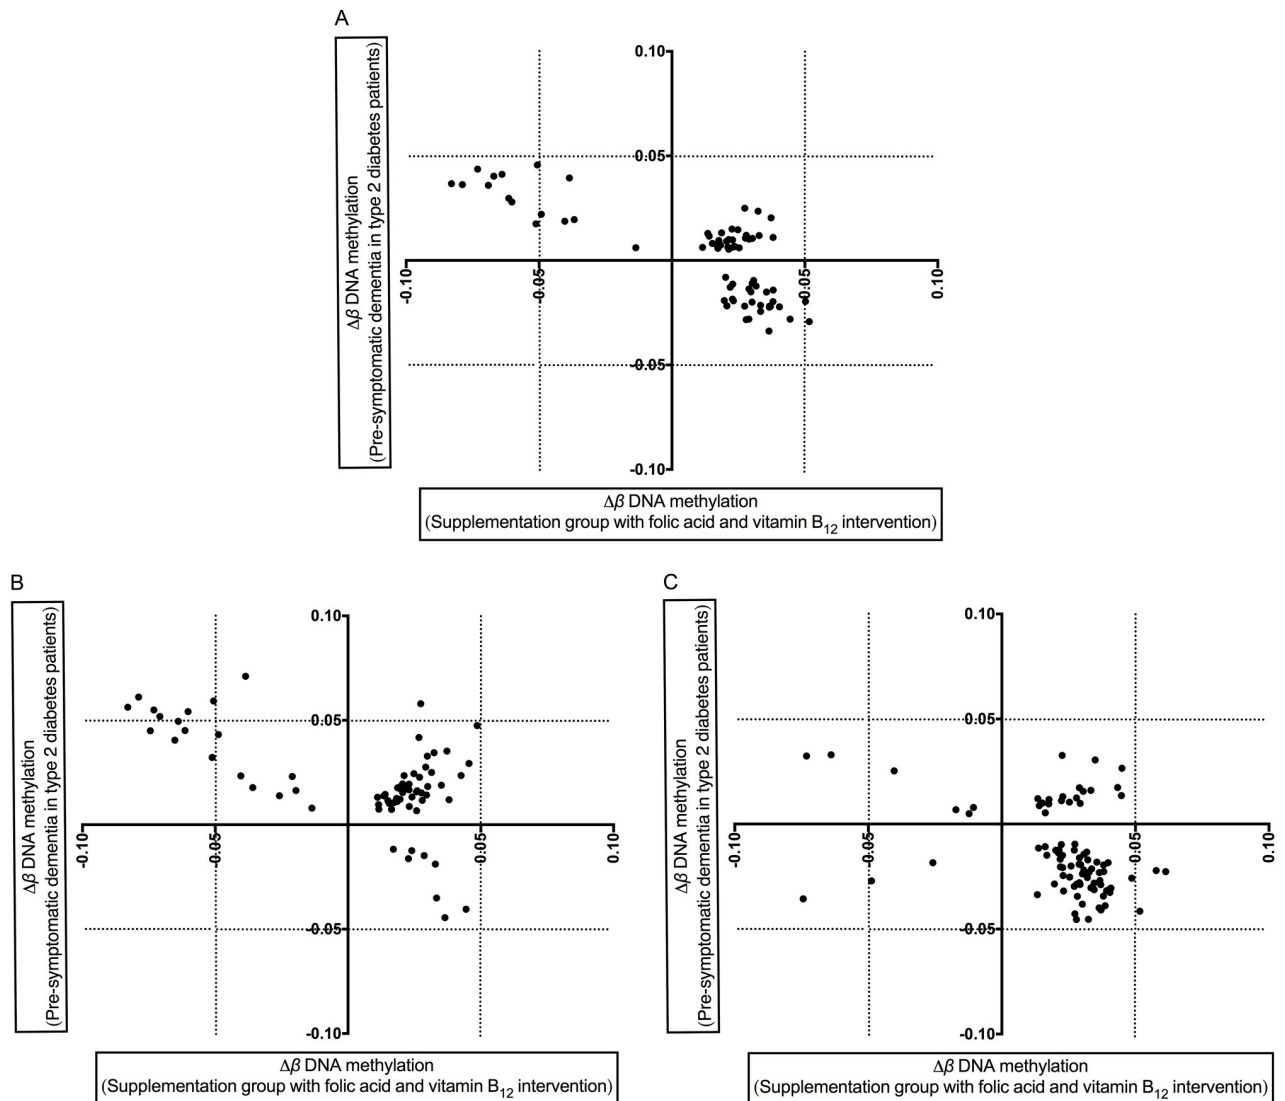 A
Δβ DNA methylation
(Pre-symptomatic dementia in type 2 diabetes patients)
0.10
0.05
-0.10
-0.05
0.05
0.10
-0.05
-0.10
Δβ DNA methylation
(Supplementation group with folic acid and vitamin B12 intervention)
B
Δβ DNA methylation
(Pre-symptomatic dementia in type 2 diabetes patients)
0.10
0.05
-0.10
-0.05
0.05
0.10
-0.05
-0.10
Δβ DNA methylation
(Supplementation group with folic acid and vitamin B12 intervention)
C
Δβ DNA methylation
(Pre-symptomatic dementia in type 2 diabetes patients)
0.10
0.05
-0.10
-0.05
0.05
0.10
-0.05
-0.10
Δβ DNA methylation
(Supplementation group with folic acid and vitamin B12 intervention)